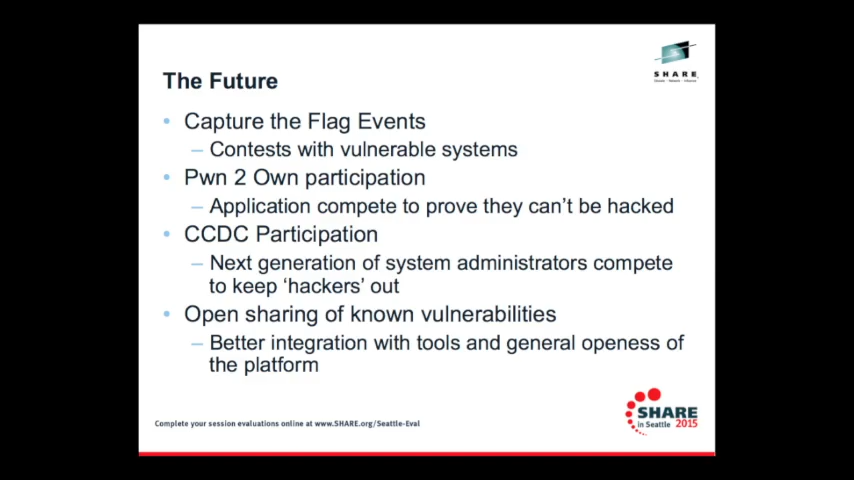 SHARE
The Future
• Capture the Flag Events
– Contests with vulnerable systems
• Pwn 2 Own participation
– Application compete to prove they can't be hacked
• CCDC Participation
– Next generation of system administrators compete
to keep 'hackers' out
• Open sharing of known vulnerabilities
– Better integration with tools and general openess of
the platform
Complete your session evaluations online at www.SHARE.org/Seattle-Eval
SHARE
in Seattle 2015